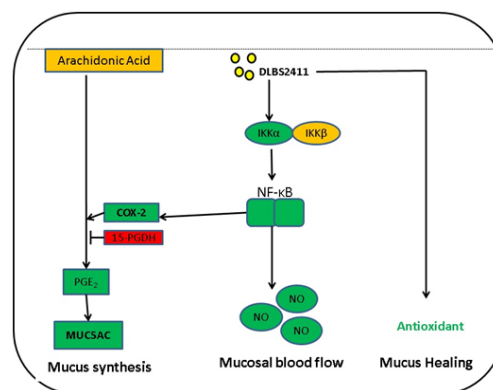 Arachidonic Acid
DLBS2411
IKKα
IKKβ
NF-κB
COX-2
15-PGDH
PGE₂
NO
NO
NO
MUC5AC
Antioxidant
Mucus synthesis
Mucosal blood flow
Mucus Healing